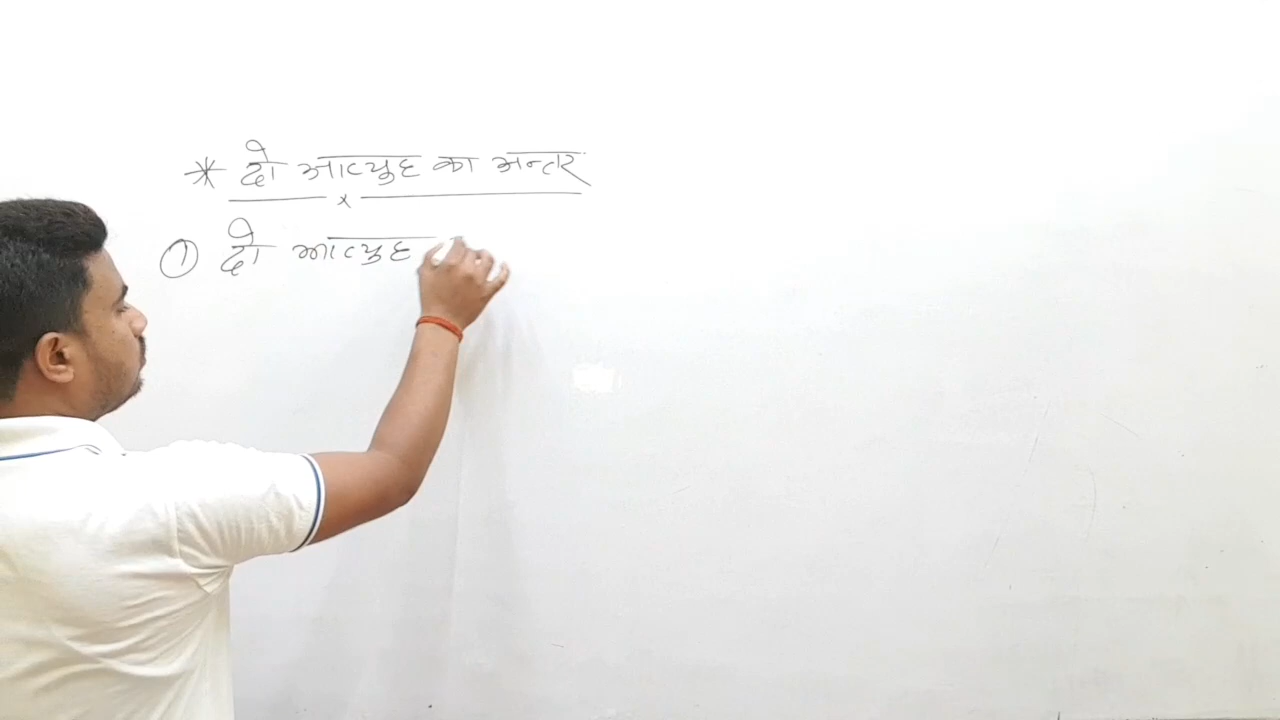 * दो आव्युह का अन्तर
① दो आव्युह